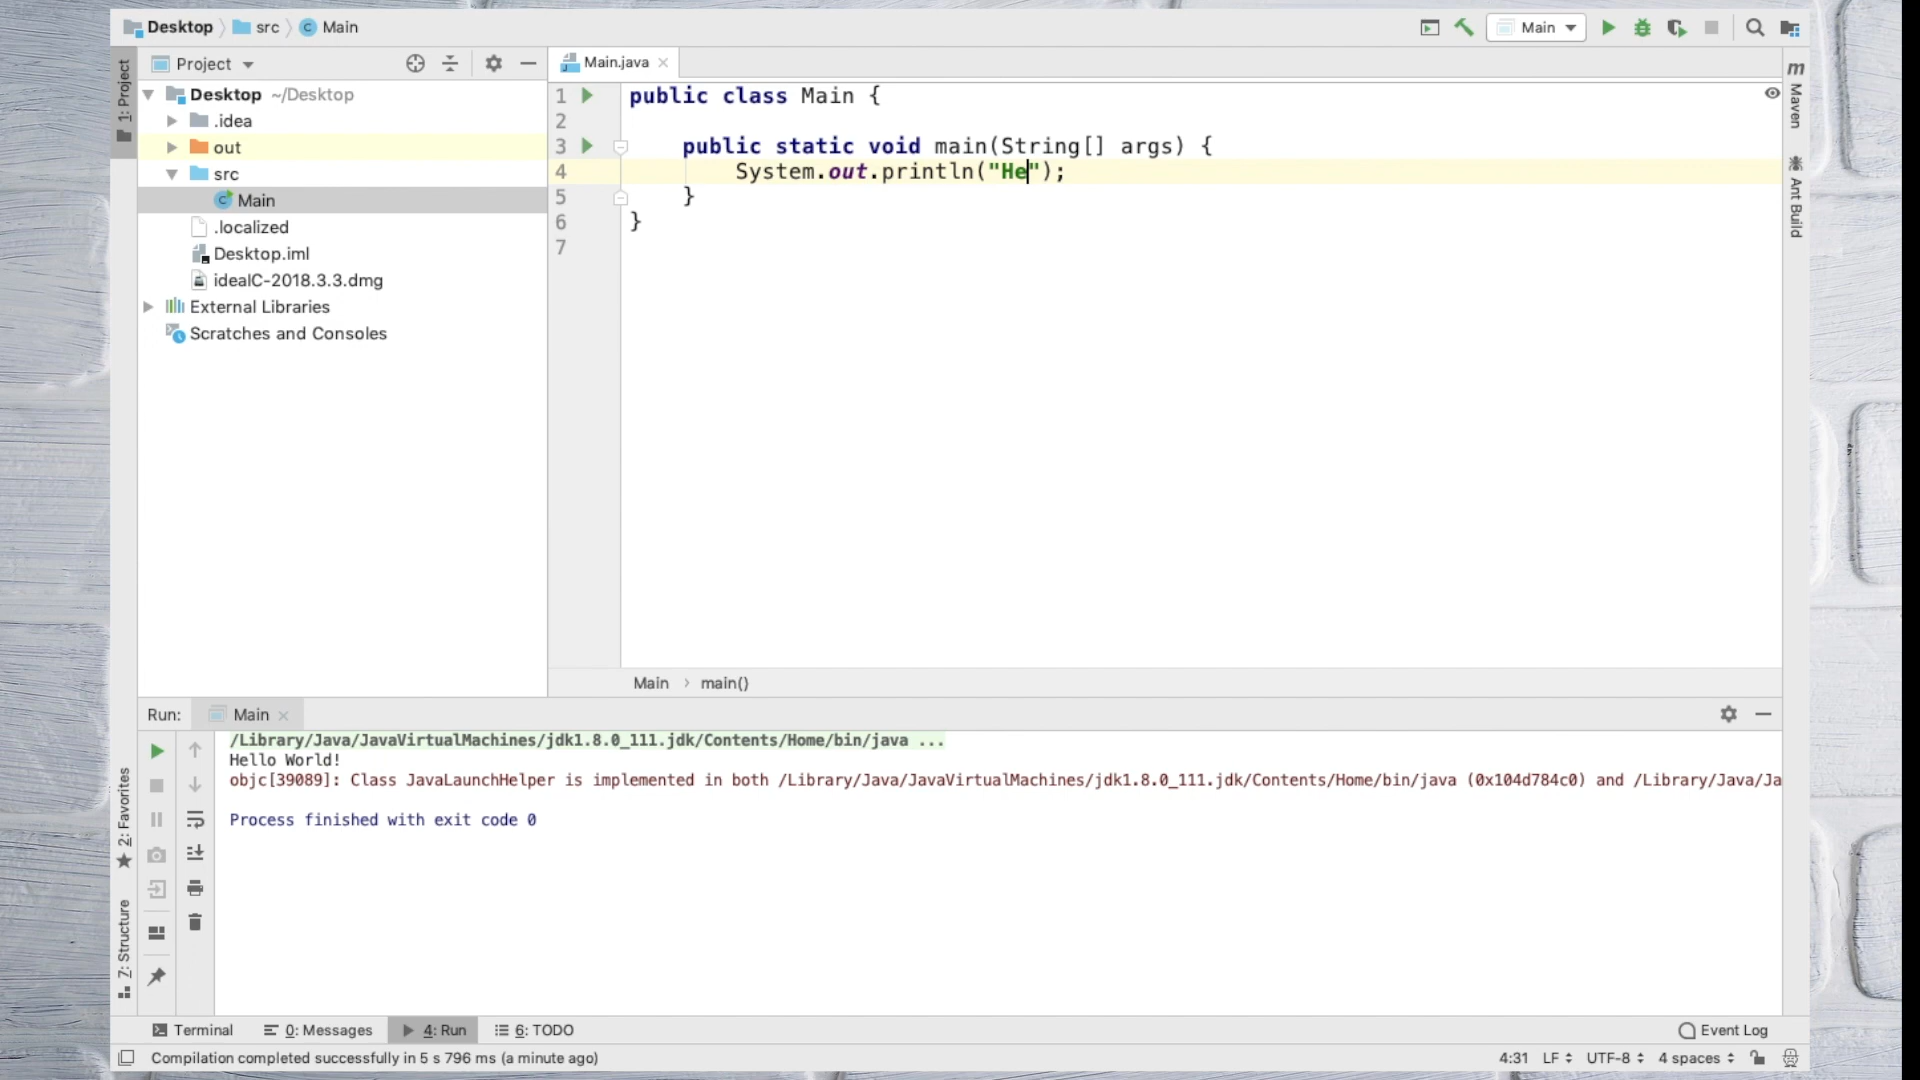 Desktop src Main
Main
1: Project
Project
Desktop ~/Desktop
.idea
out
src
Main
.localized
Desktop.iml
idealC-2018.3.3.dmg
External Libraries
Scratches and Consoles
Main.java
1 public class Main {
2
3 public static void main(String[] args) {
4 System.out.println("He");
5 }
6 }
7
Main › main()
m
Maven
Ant Build
Run: Main
/Library/Java/JavaVirtualMachines/jdk1.8.0_111.jdk/Contents/Home/bin/java ...
Hello World!
objc[39089]: Class JavaLaunchHelper is implemented in both /Library/Java/JavaVirtualMachines/jdk1.8.0_111.jdk/Contents/Home/bin/java (0x104d784c0) and /Library/Java/Ja
Process finished with exit code 0
2: Favorites
7: Structure
Terminal 0: Messages 4: Run 6: TODO Event Log
Compilation completed successfully in 5 s 796 ms (a minute ago) 4:31 LF UTF-8 4 spaces